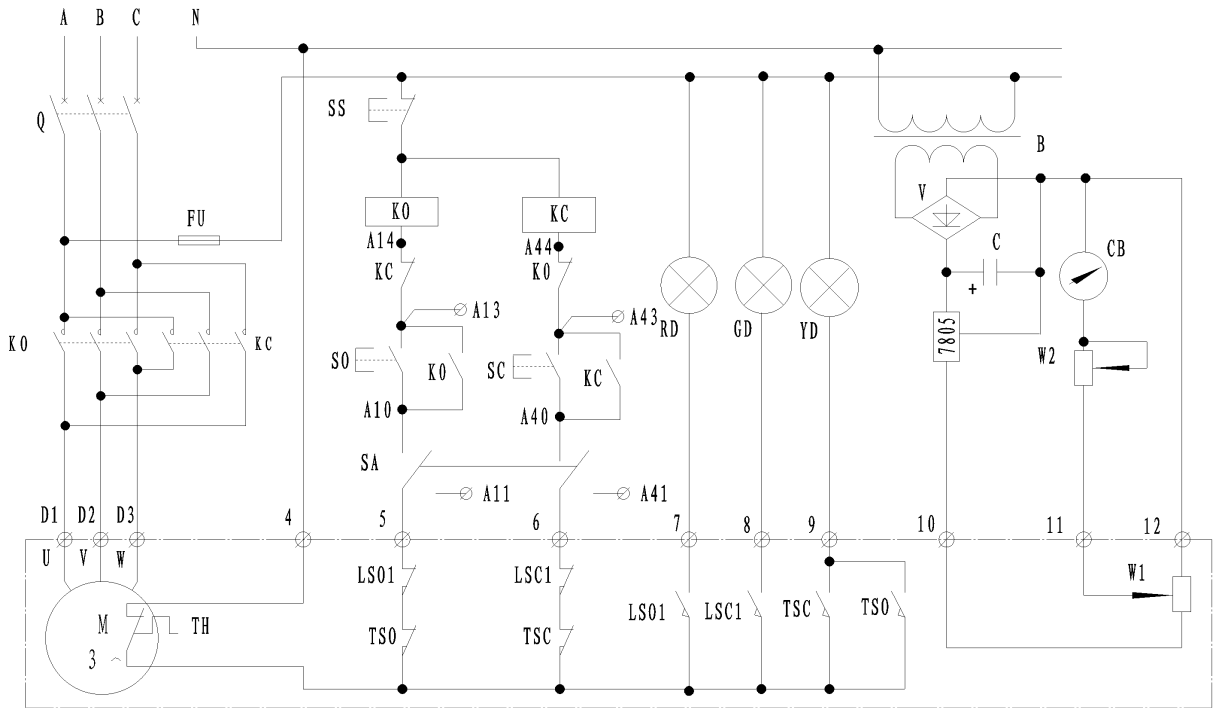 A B C N
Q
SS
B
V
FU
KO KC
A14 A44
C CB
KC KO
+
A13 A43
RD GD YD
7805
KO KC
W2
SO KO SC KC
A10 A40
SA
A11 A41
D1 D2 D3 4 5 6 7 8 9 10 11 12
U V W
LSO1 LSC1
W1
LSO1 LSC1 TSC TSO
M TH
TSO TSC
3